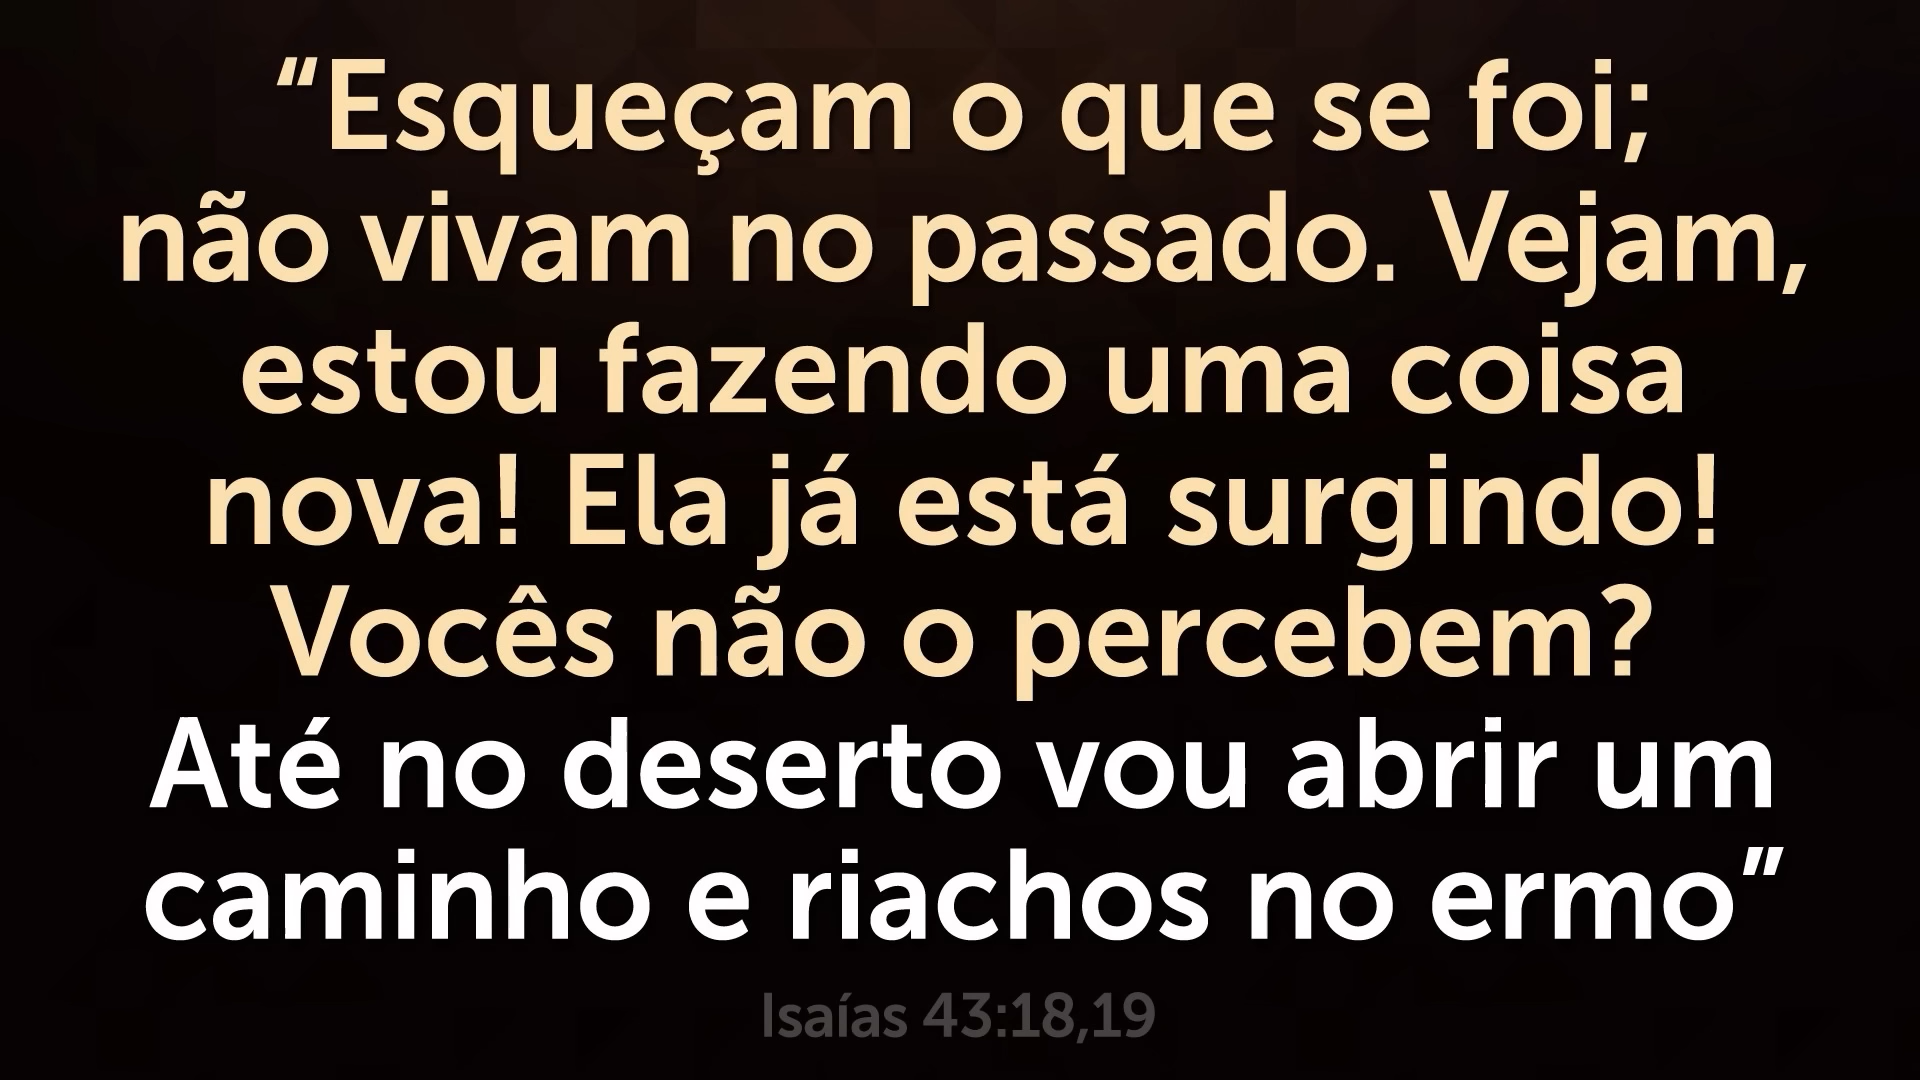 “Esqueçam o que se foi;
não vivam no passado. Vejam,
estou fazendo uma coisa
nova! Ela já está surgindo!
Vocês não o percebem?
Até no deserto vou abrir um
caminho e riachos no ermo”
Isaías 43:18,19